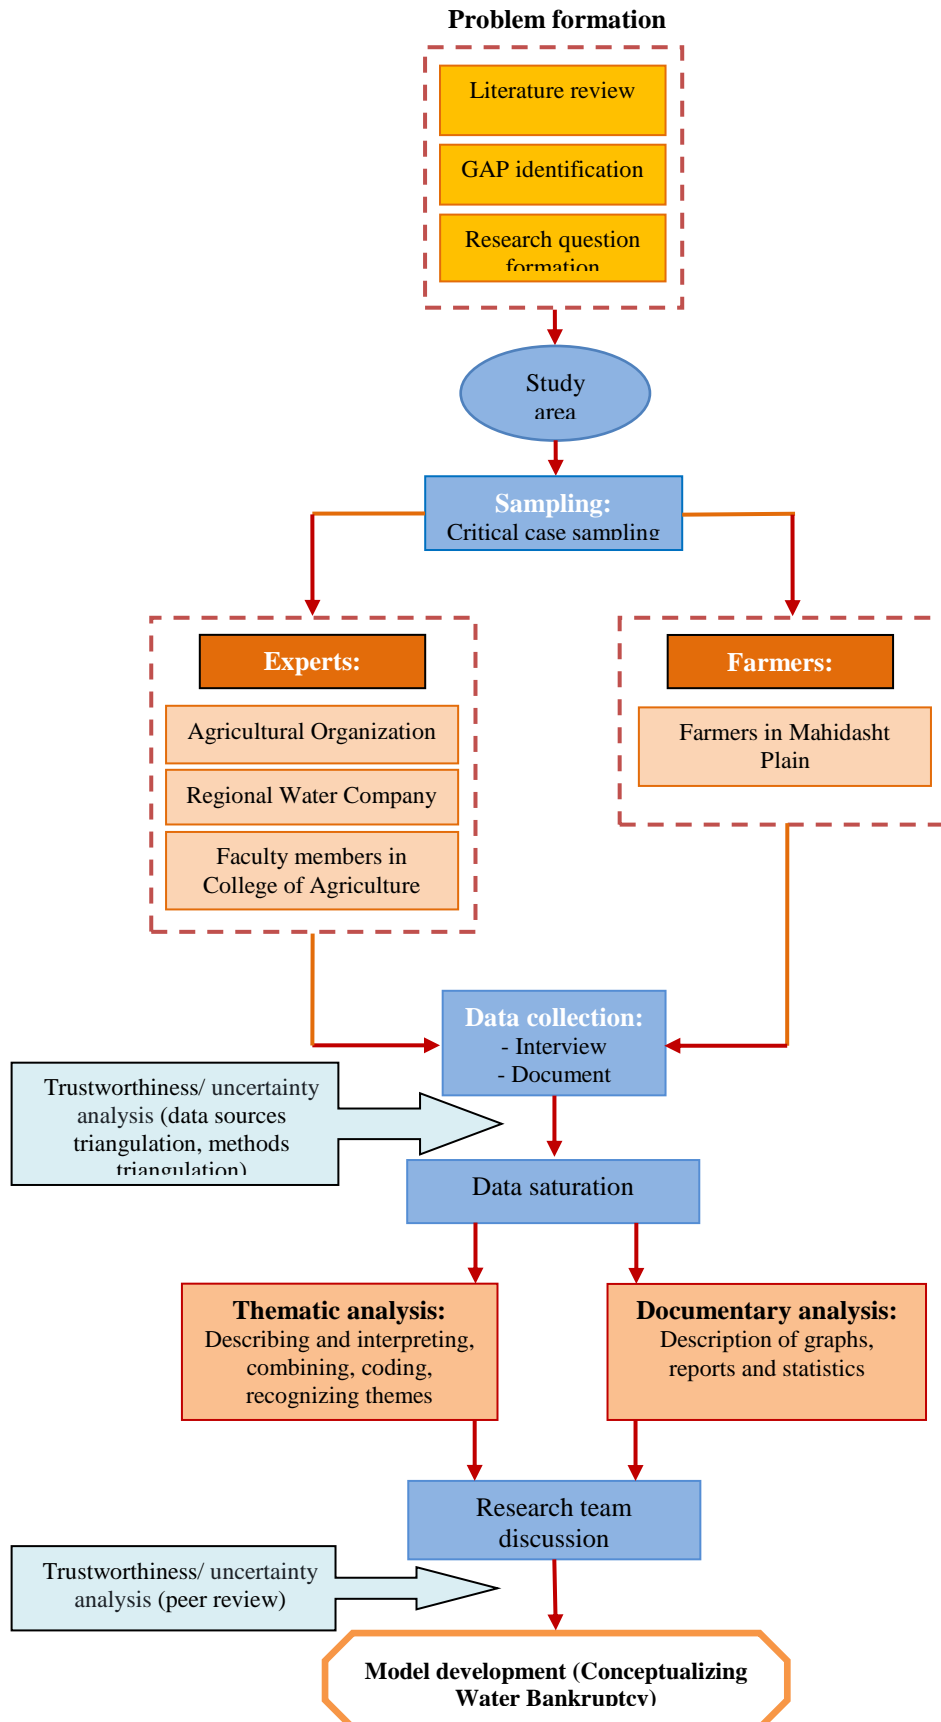 Problem formation
Literature review
GAP identification
Research question
formation
Study
area
Sampling:
Critical case sampling
Experts:
Agricultural Organization
Regional Water Company
Faculty members in
College of Agriculture
Farmers:
Farmers in Mahidasht
Plain
Data collection:
- Interview
- Document
Trustworthiness/ uncertainty
analysis (data sources
triangulation, methods
triangulation)
Data saturation
Thematic analysis:
Describing and interpreting,
combining, coding,
recognizing themes
Documentary analysis:
Description of graphs,
reports and statistics
Research team
discussion
Trustworthiness/ uncertainty
analysis (peer review)
Model development (Conceptualizing
Water Bankruptcy)